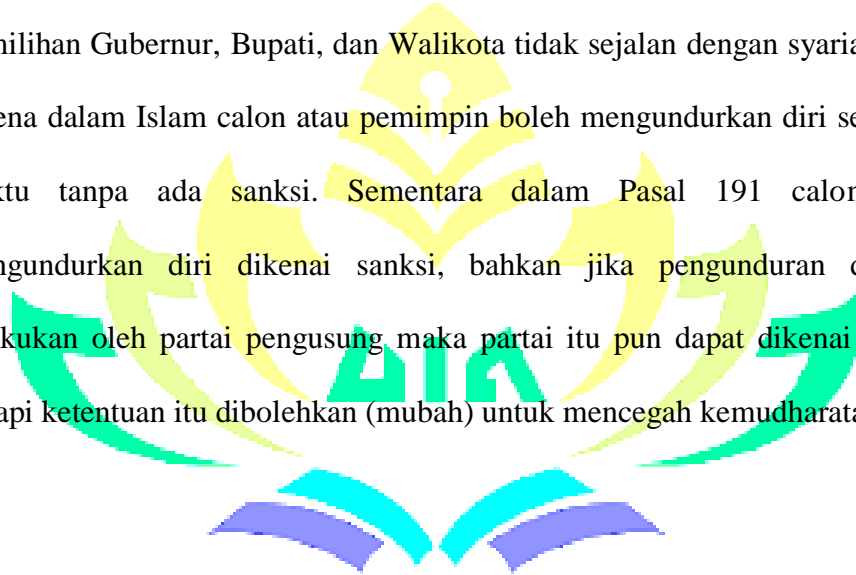 milihan Gubernur, Bupati, dan Walikota tidak sejalan dengan syaria
ena dalam Islam calon atau pemimpin boleh mengundurkan diri se
ktu tanpa ada sanksi. Sementara dalam Pasal 191 calon
ngundurkan diri dikenai sanksi, bahkan jika pengunduran d
kukan oleh partai pengusung maka partai itu pun dapat dikenai
api ketentuan itu dibolehkan (mubah) untuk mencegah kemudharata